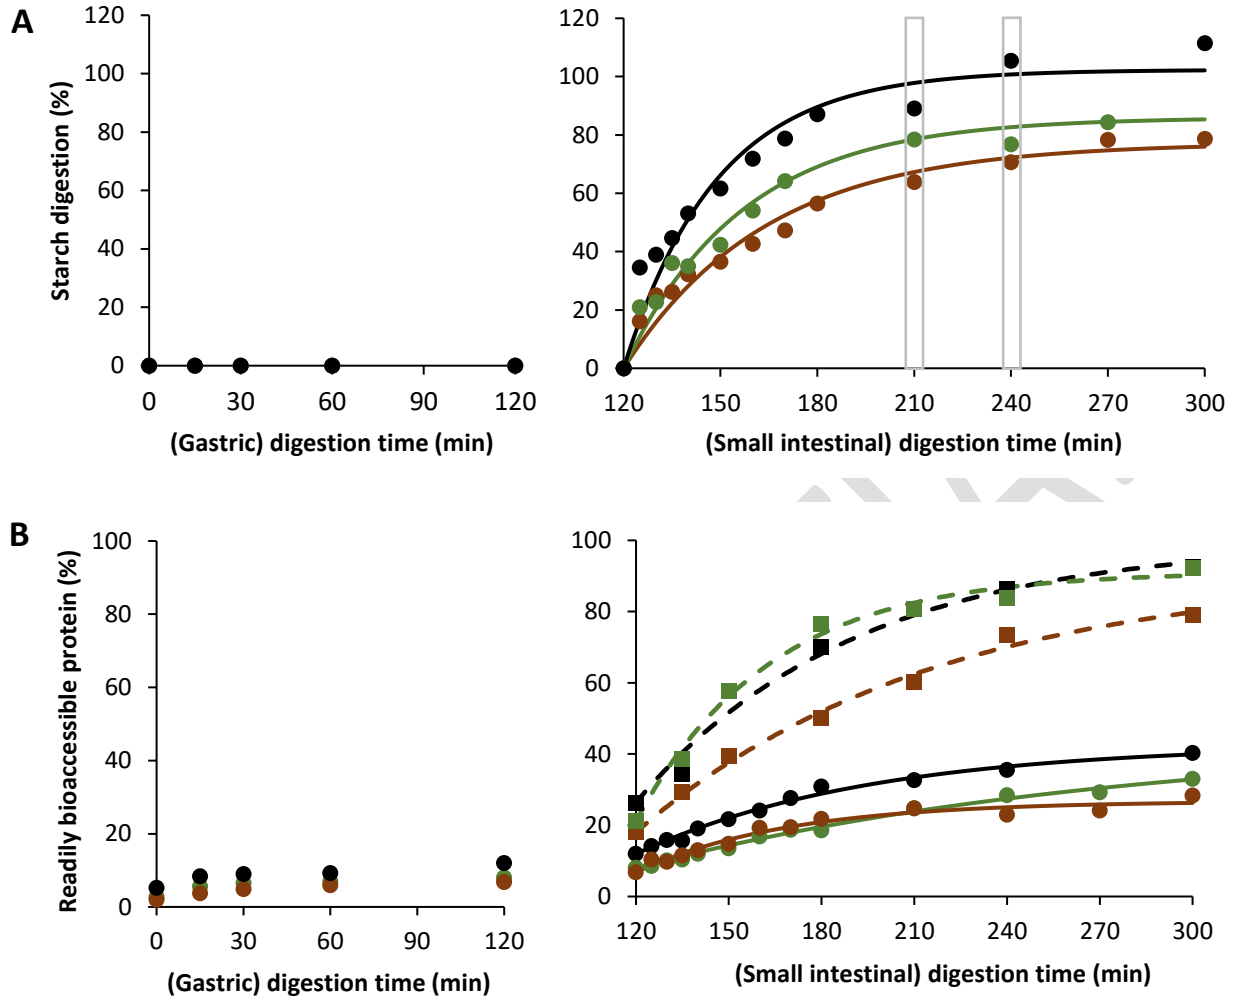 A
Starch digestion (%)
120
100
80
60
40
20
0
0 30 60 90 120
(Gastric) digestion time (min)
120
100
80
60
40
20
0
120 150 180 210 240 270 300
(Small intestinal) digestion time (min)
B
Readily bioaccessible protein (%)
100
80
60
40
20
0
0 30 60 90 120
(Gastric) digestion time (min)
100
80
60
40
20
0
120 150 180 210 240 270 300
(Small intestinal) digestion time (min)